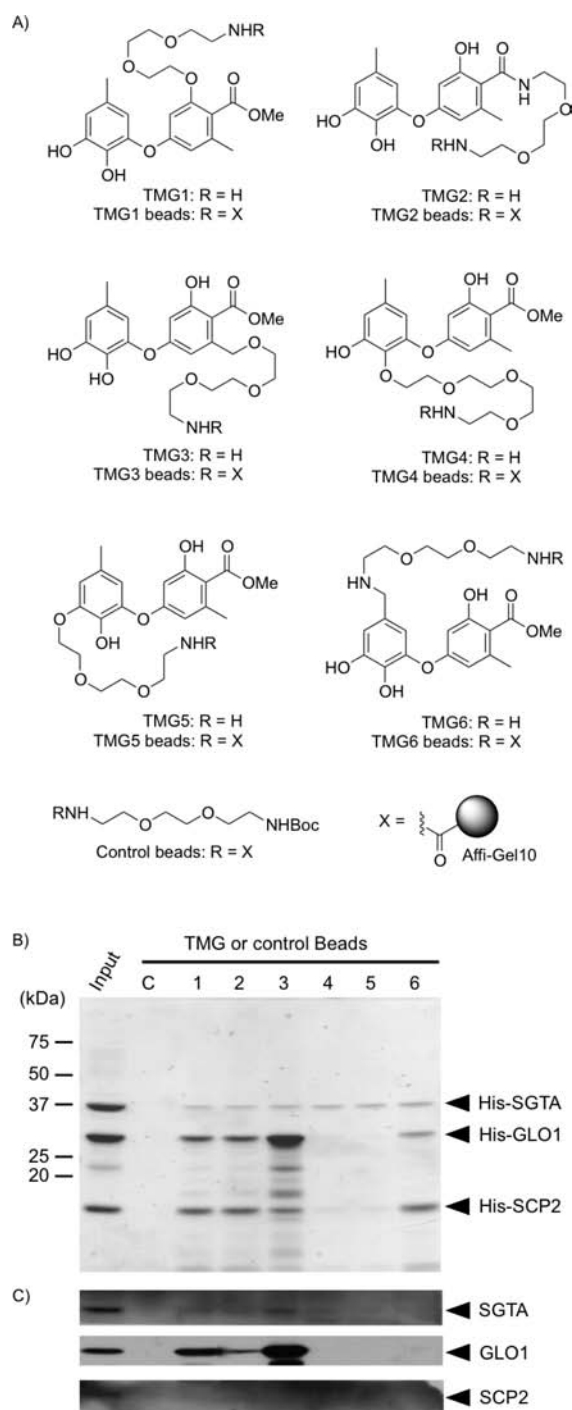 A)
NHR
O
O
O
O
OMe
HO
OH
O
TMG1: R = H
TMG1 beads: R = X
OH
O
N
H
HO
OH
O
RHN
O
O
TMG2: R = H
TMG2 beads: R = X
OH
O
OMe
HO
OH
O
O
O
O
NHR
TMG3: R = H
TMG3 beads: R = X
OH
O
OMe
HO
O
O
O
O
RHN
O
TMG4: R = H
TMG4 beads: R = X
OH
O
OMe
O
OH
O
NHR
O
O
TMG5: R = H
TMG5 beads: R = X
O
O
NHR
HN
OH
O
OMe
HO
OH
O
TMG6: R = H
TMG6 beads: R = X
RNH
O
O
NHBoc
Control beads: R = X
X =
O
Affi-Gel10
B)
TMG or control Beads
Input
C 1 2 3 4 5 6
(kDa)
75
50
37
25
20
His-SGTA
His-GLO1
His-SCP2
C)
SGTA
GLO1
SCP2